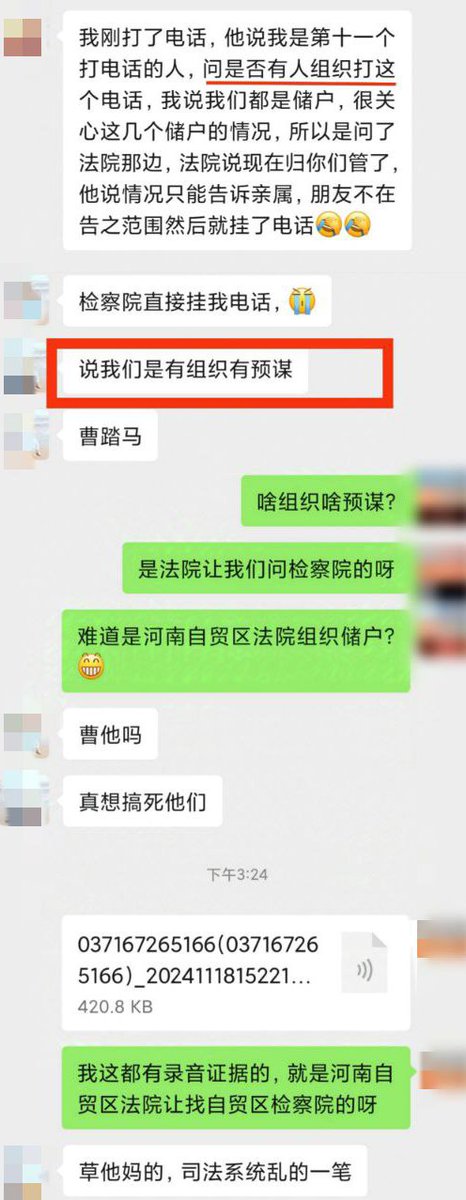 我刚打了电话，他说我是第十一个
打电话的人，问是否有人组织打这
个电话，我说我们都是储户，很关
心这几个储户的情况，所以是问了
法院那边，法院说现在归你们管了，
他说情况只能告诉亲属，朋友不在
告之范围然后就挂了电话🤣🤣
检察院直接挂我电话，😭
说我们是有组织有预谋
曹踏马
啥组织啥预谋?
是法院让我们问检察院的呀
难道是河南自贸区法院组织储户?
😁
曹他吗
真想搞死他们
下午3:24
037167265166(03716726
5166)_2024111815221...
420.8 KB
我这都有录音证据的，就是河南自
贸区法院让找自贸区检察院的呀
草他妈的，司法系统乱的一笔